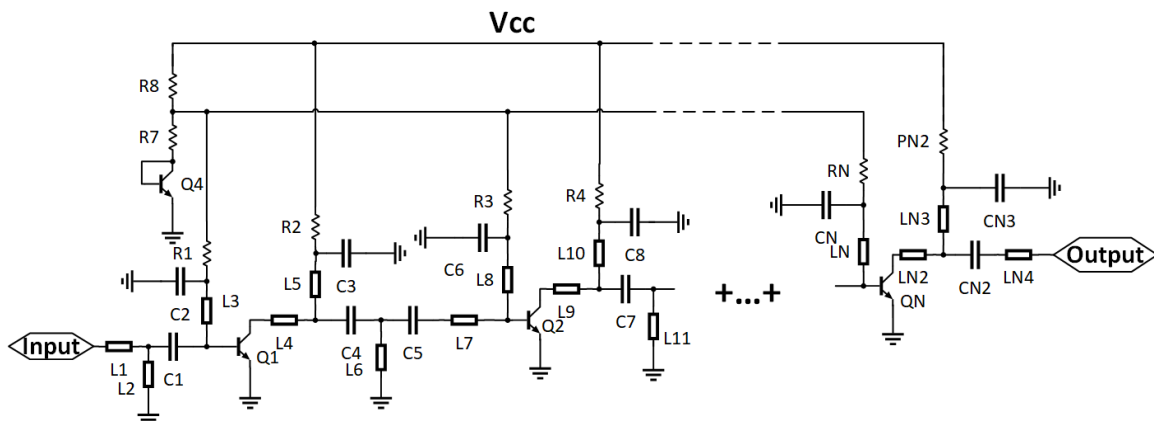 Vcc
R8
R7
Q4
R1
C2
L3
Input
L1
L2
C1
Q1
L4
R2
L5
C3
C4
L6
C5
L7
R3
C6
L8
Q2
L9
R4
L10
C8
C7
L11
+...+
RN
CN
LN
QN
LN2
PN2
LN3
CN3
CN2
LN4
Output